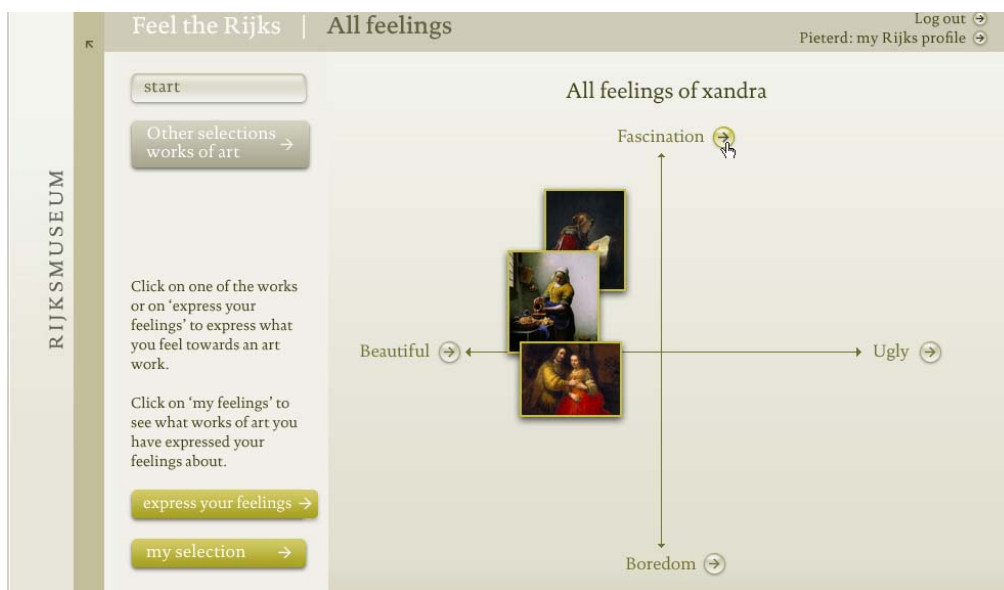 RIJKSMUSEUM
Feel the Rijks | All feelings
Log out
Pieterd: my Rijks profile
start
Other selections
works of art
Click on one of the works
or on ‘express your
feelings’ to express what
you feel towards an art
work.
Click on ‘my feelings’ to
see what works of art you
have expressed your
feelings about.
express your feelings
my selection
All feelings of xandra
Fascination
Beautiful
Ugly
Boredom